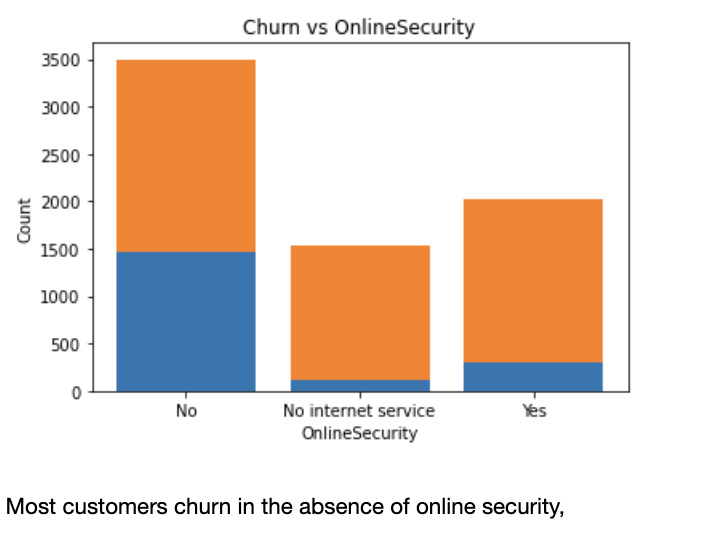 Churn vs OnlineSecurity
3500
3000
2500
2000
1500
1000
500
0
Count
No No internet service Yes
OnlineSecurity
Most customers churn in the absence of online security,